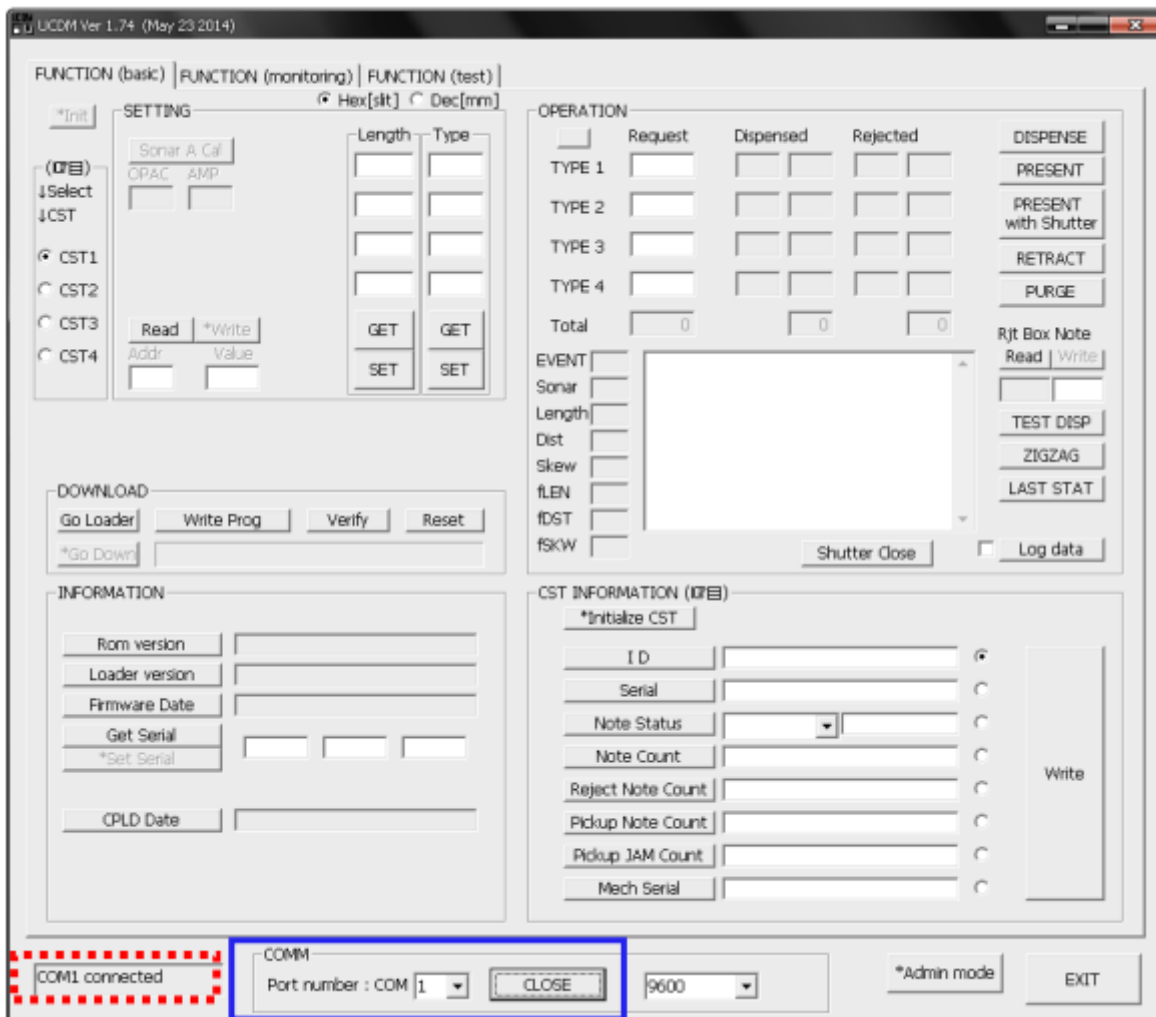 UCDM Ver 1.74 (May 23 2014)
FUNCTION (basic) FUNCTION (monitoring) FUNCTION (test)
*Init
SETTING
Hex[slit] Dec[mm]
Sonar A Cal
OPAC AMP
Length Type
↓Select
↓CST
CST1
CST2
CST3
CST4
Read *Write
Addr Value
GET GET
SET SET
OPERATION
Request Dispensed Rejected
TYPE 1
TYPE 2
TYPE 3
TYPE 4
Total 0 0 0
DISPENSE
PRESENT
PRESENT
with Shutter
RETRACT
PURGE
Rjt Box Note
Read Write
TEST DISP
ZIGZAG
LAST STAT
EVENT
Sonar
Length
Dist
Skew
fLEN
fDST
fSKW
Shutter Close
Log data
DOWNLOAD
Go Loader Write Prog Verify Reset
*Go Down
INFORMATION
Rom version
Loader version
Firmware Date
Get Serial
*Set Serial
CPLD Date
CST INFORMATION
*Initialize CST
I D
Serial
Note Status
Note Count
Reject Note Count
Pickup Note Count
Pickup JAM Count
Mech Serial
Write
COM1 connected
COMM
Port number : COM 1 CLOSE
9600
*Admin mode
EXIT